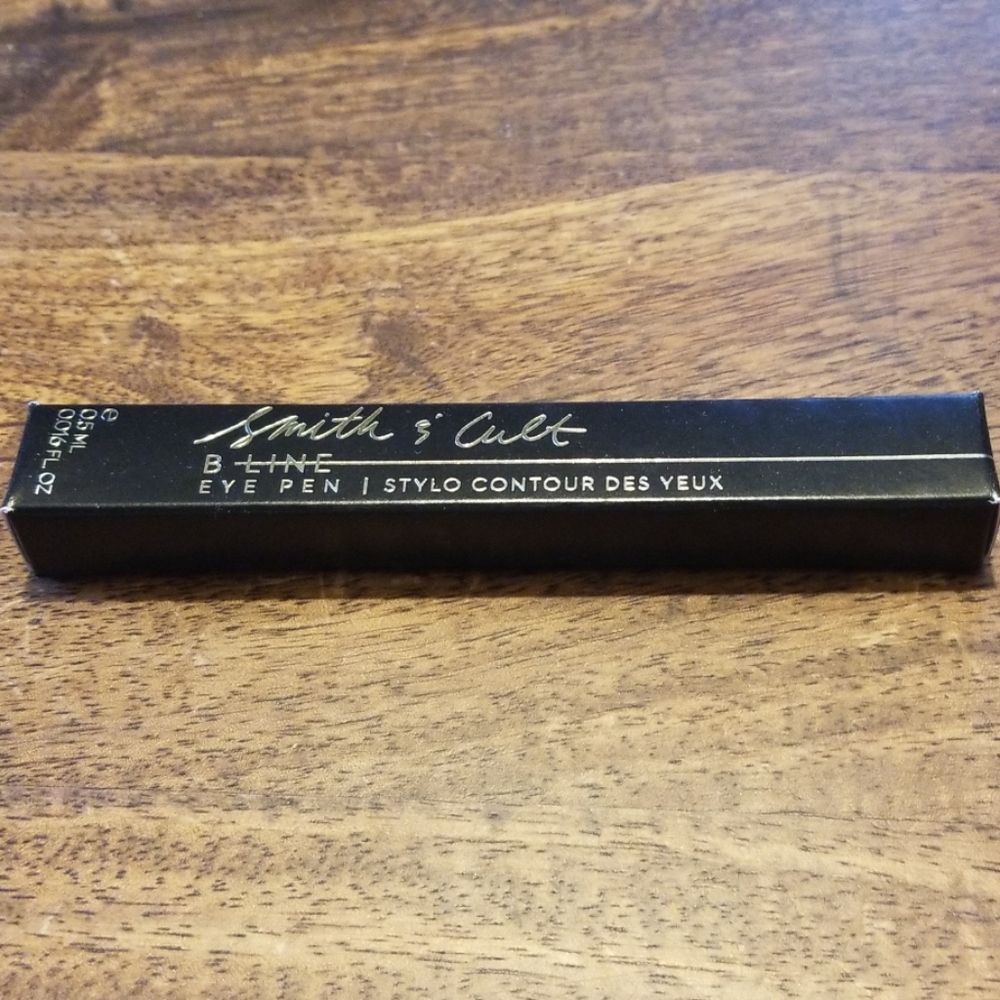 Smith & Cult
B LINE
EYE PEN | STYLO CONTOUR DES YEUX
e
0.5 ML
0.016 FL. OZ